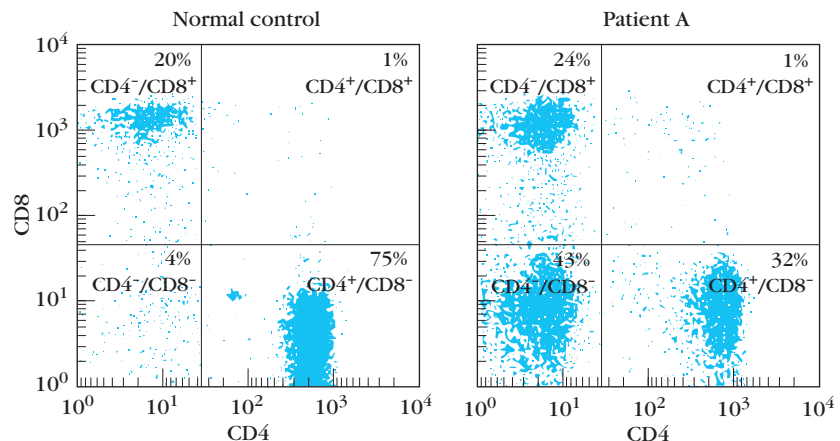 Normal control
Patient A
10⁴
10³
10²
10¹
10⁰
CD8
20%
CD4⁻/CD8⁺
1%
CD4⁺/CD8⁺
4%
CD4⁻/CD8⁻
75%
CD4⁺/CD8⁻
10⁰ 10¹ 10² 10³ 10⁴
CD4
24%
CD4⁻/CD8⁺
1%
CD4⁺/CD8⁺
43%
CD4⁻/CD8⁻
32%
CD4⁺/CD8⁻
10⁰ 10¹ 10² 10³ 10⁴
CD4